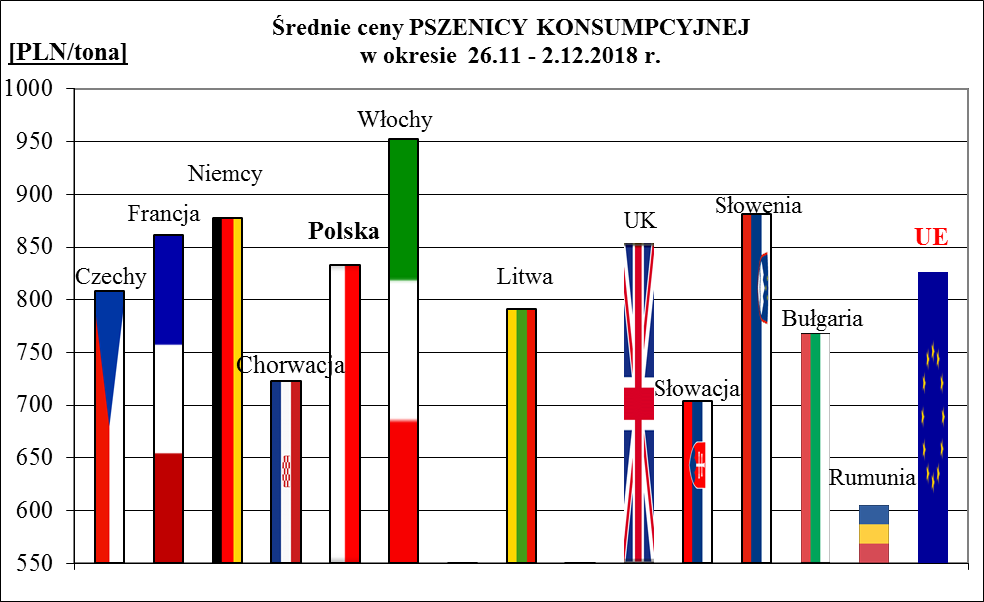 Średnie ceny PSZENICY KONSUMPCYJNEJ
w okresie 26.11 - 2.12.2018 r.
[PLN/tona]
1000
950
900
850
800
750
700
650
600
550
Czechy
Francja
Niemcy
Chorwacja
Polska
Włochy
Litwa
UK
Słowacja
Słowenia
Bułgaria
Rumunia
UE